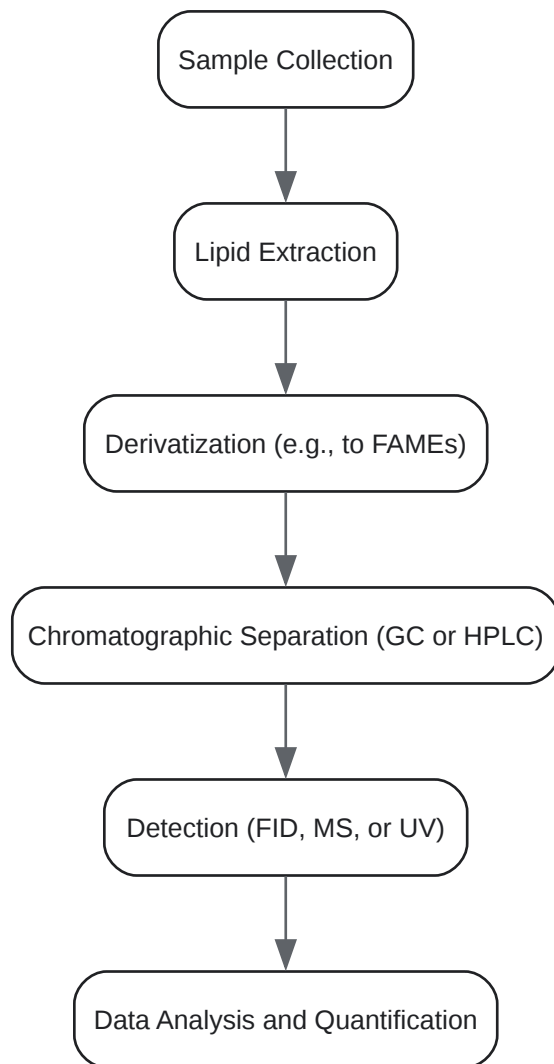 Sample Collection
Lipid Extraction
Derivatization (e.g., to FAMEs)
Chromatographic Separation (GC or HPLC)
Detection (FID, MS, or UV)
Data Analysis and Quantification